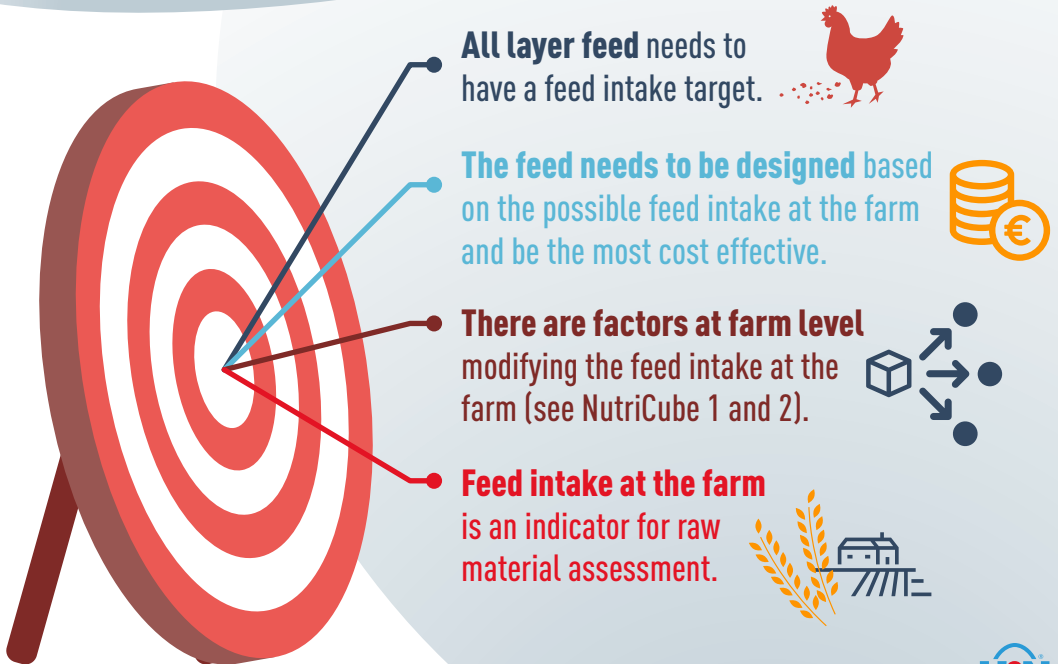 All layer feed needs to
have a feed intake target.
The feed needs to be designed based
on the possible feed intake at the farm
and be the most cost effective.
€
There are factors at farm level
modifying the feed intake at the
farm (see NutriCube 1 and 2).
Feed intake at the farm
is an indicator for raw
material assessment.